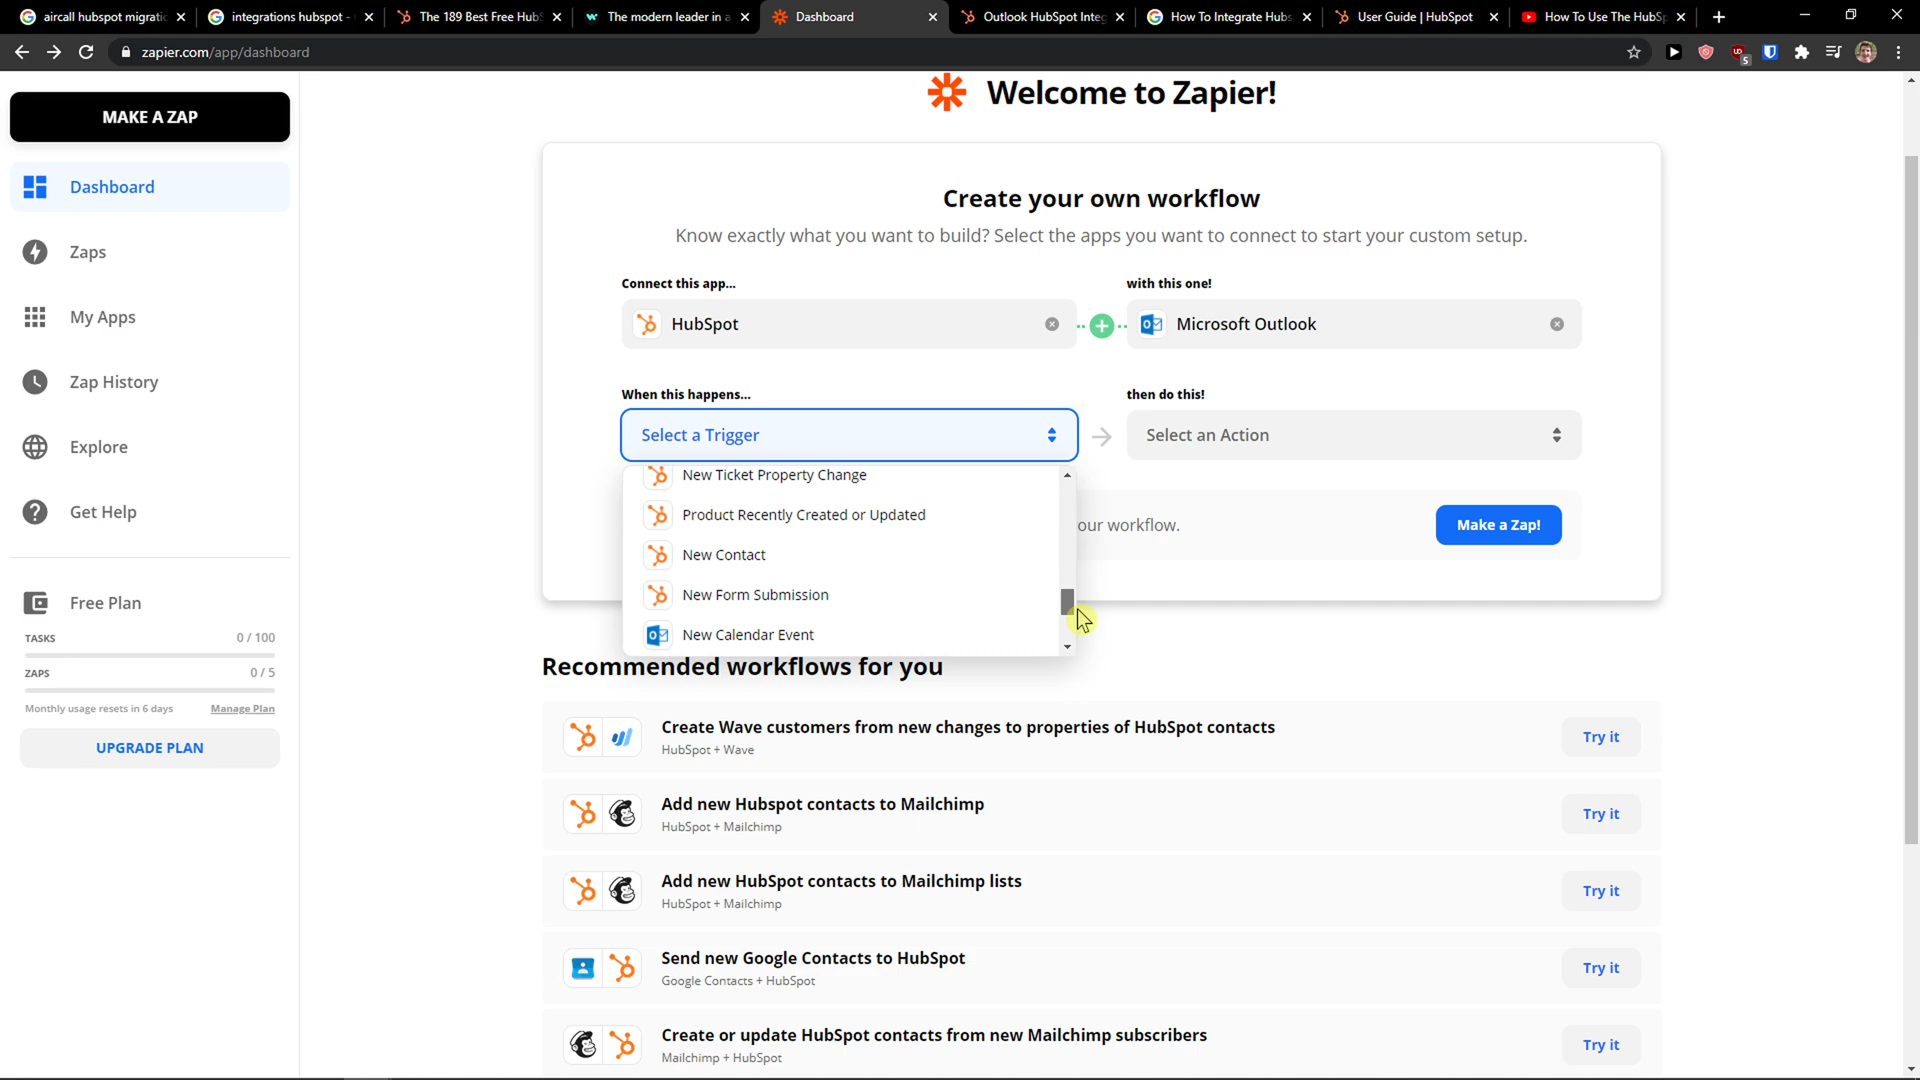 aircall hubspot migrati
integrations hubspot -
The 189 Best Free HubS
The modern leader in a
Dashboard
Outlook HubSpot Integ
How To Integrate Hubs
User Guide | HubSpot
How To Use The HubSp
zapier.com/app/dashboard
5
MAKE A ZAP
Dashboard
Zaps
My Apps
Zap History
Explore
Get Help
Free Plan
TASKS 0 / 100
ZAPS 0 / 5
Monthly usage resets in 6 days Manage Plan
UPGRADE PLAN
Welcome to Zapier!
Create your own workflow
Know exactly what you want to build? Select the apps you want to connect to start your custom setup.
Connect this app... with this one!
HubSpot Microsoft Outlook
When this happens... then do this!
Select a Trigger Select an Action
New Ticket Property Change
Product Recently Created or Updated
our workflow. Make a Zap!
New Contact
New Form Submission
New Calendar Event
Recommended workflows for you
Create Wave customers from new changes to properties of HubSpot contacts
HubSpot + Wave
Try it
Add new Hubspot contacts to Mailchimp
HubSpot + Mailchimp
Try it
Add new HubSpot contacts to Mailchimp lists
HubSpot + Mailchimp
Try it
Send new Google Contacts to HubSpot
Google Contacts + HubSpot
Try it
Create or update HubSpot contacts from new Mailchimp subscribers
Mailchimp + HubSpot
Try it